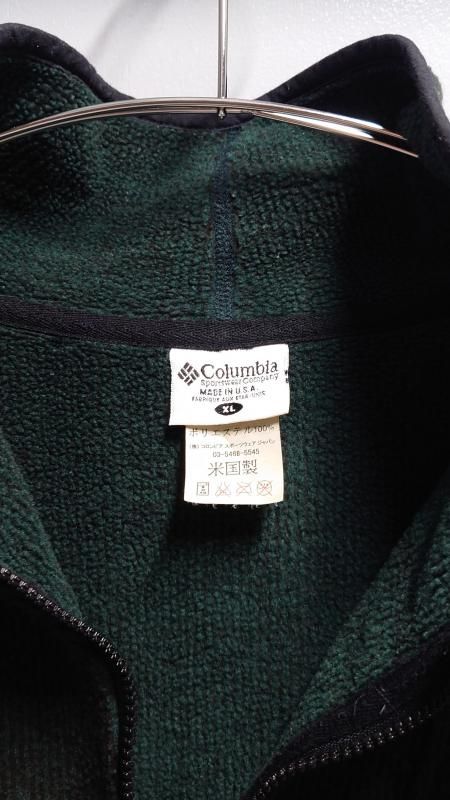 Columbia
Sportswear Company
MADE IN U.S.A.
FABRIQUE AUX ETAS-UNIS
XL
ポリエステル100%
(株)コロンビア スポーツウェア ジャパン
03-5468-5545
米国製